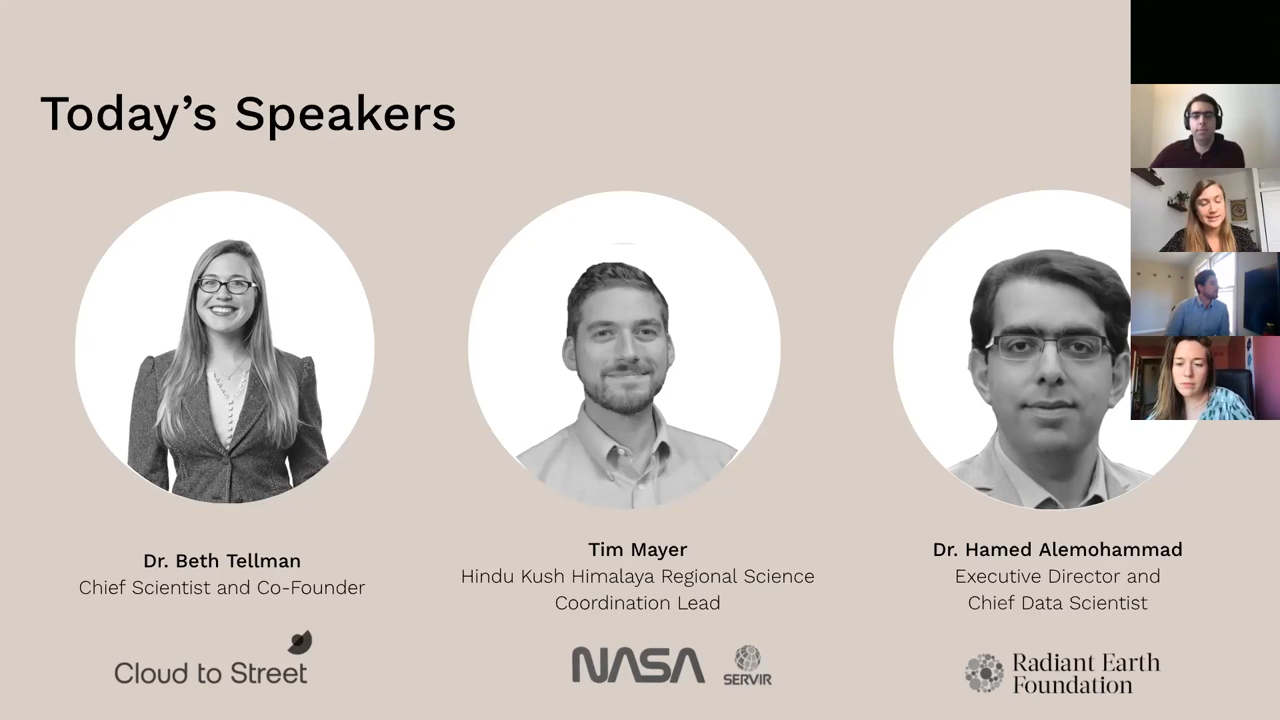 Today's Speakers
Dr. Beth Tellman
Chief Scientist and Co-Founder
Cloud to Street
Tim Mayer
Hindu Kush Himalaya Regional Science
Coordination Lead
NASA
SERVIR
Dr. Hamed Alemohammad
Executive Director and
Chief Data Scientist
Radiant Earth
Foundation